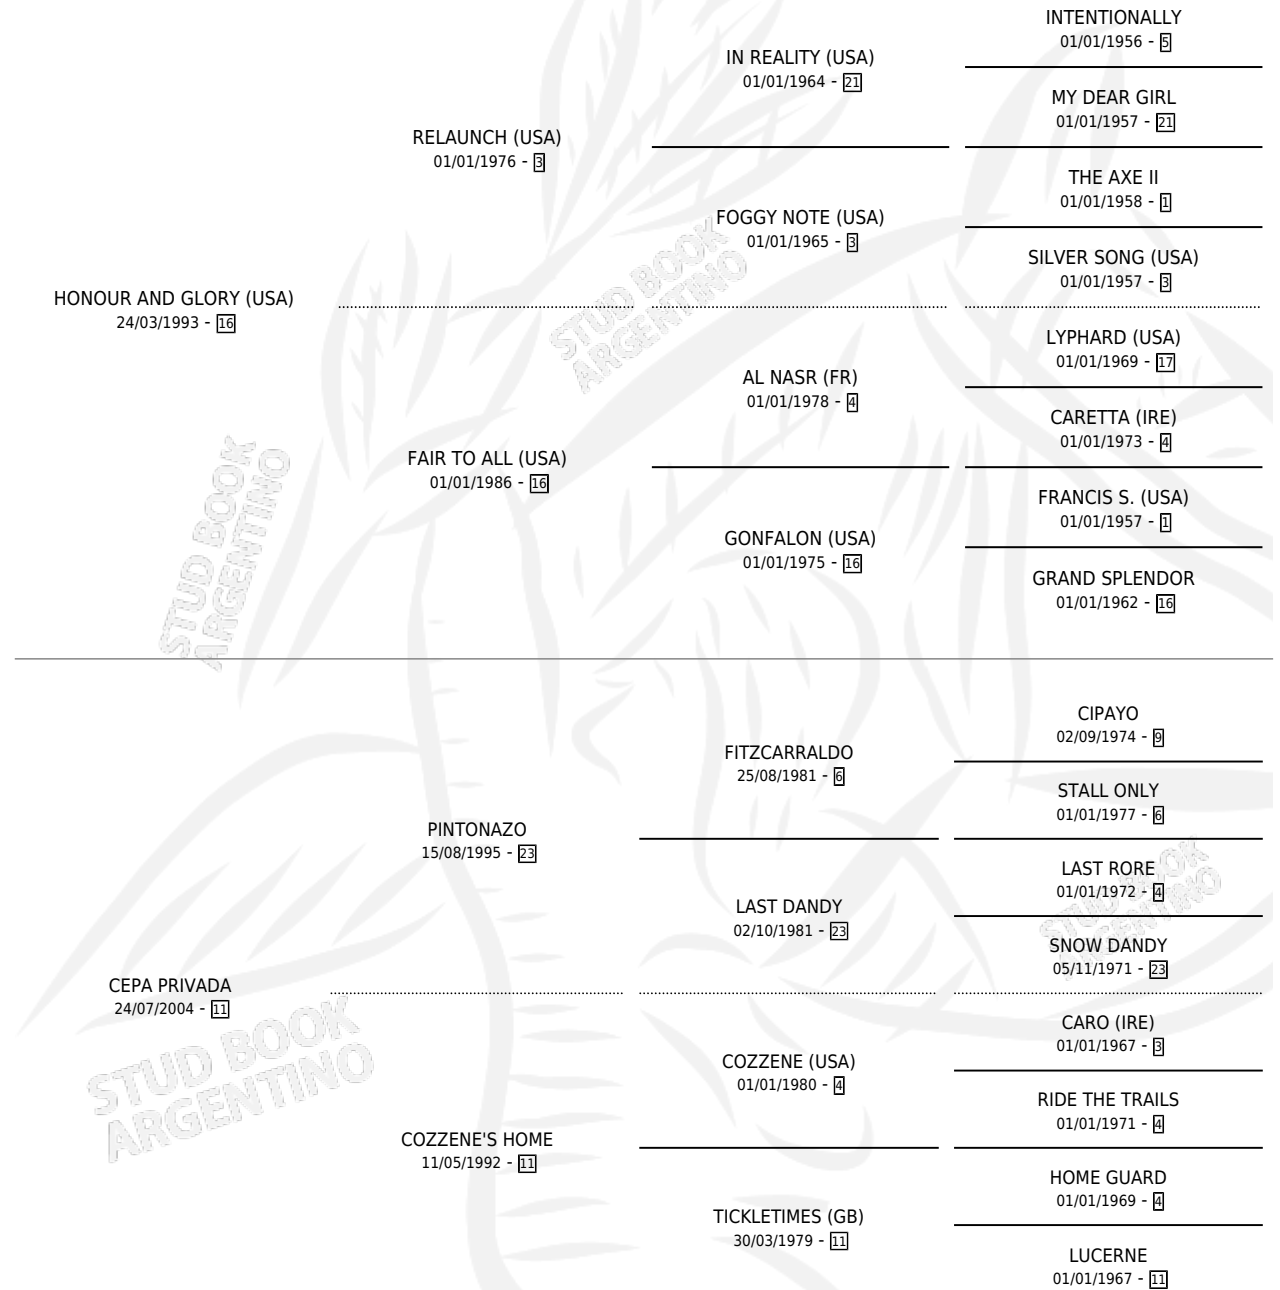 INTENTIONALLY
01/01/1956 - 5
IN REALITY (USA)
01/01/1964 - 21
MY DEAR GIRL
01/01/1957 - 21
RELAUNCH (USA)
01/01/1976 - 3
THE AXE II
01/01/1958 - 1
FOGGY NOTE (USA)
01/01/1965 - 3
SILVER SONG (USA)
01/01/1957 - 3
HONOUR AND GLORY (USA)
24/03/1993 - 16
LYPHARD (USA)
01/01/1969 - 17
AL NASR (FR)
01/01/1978 - 4
CARETTA (IRE)
01/01/1973 - 4
FAIR TO ALL (USA)
01/01/1986 - 16
FRANCIS S. (USA)
01/01/1957 - 1
GONFALON (USA)
01/01/1975 - 16
GRAND SPLENDOR
01/01/1962 - 16
CIPAYO
02/09/1974 - 9
FITZCARRALDO
25/08/1981 - 6
STALL ONLY
01/01/1977 - 6
PINTONAZO
15/08/1995 - 23
LAST RORE
01/01/1972 - 4
LAST DANDY
02/10/1981 - 23
SNOW DANDY
05/11/1971 - 23
CEPA PRIVADA
24/07/2004 - 11
CARO (IRE)
01/01/1967 - 3
COZZENE (USA)
01/01/1980 - 4
RIDE THE TRAILS
01/01/1971 - 4
COZZENE'S HOME
11/05/1992 - 11
HOME GUARD
01/01/1969 - 4
TICKLETIMES (GB)
30/03/1979 - 11
LUCERNE
01/01/1967 - 11
STUD BOOK
ARGENTINO
STUD BOOK
ARGENTINO
STUD BOOK
ARGENTINO
STUD BOOK
ARGENTINO